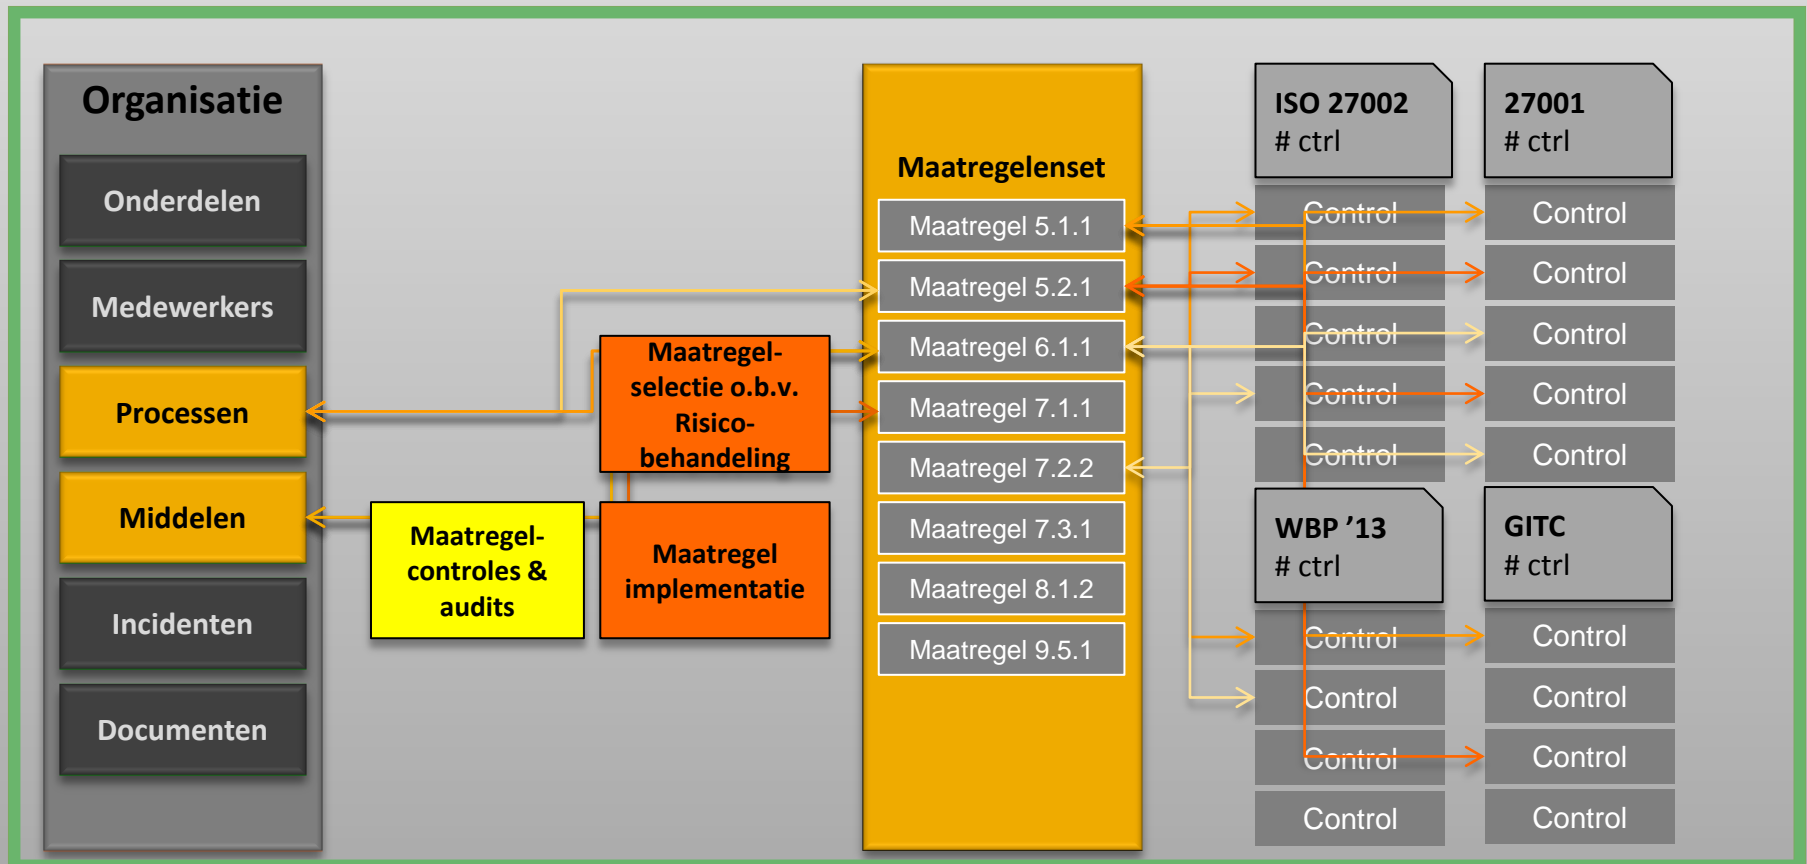 Organisatie
Onderdelen
Medewerkers
Processen
Middelen
Incidenten
Documenten
Maatregel-
selectie o.b.v.
Risico-
behandeling
Maatregel-
controles &
audits
Maatregel
implementatie
Maatregelenset
Maatregel 5.1.1
Maatregel 5.2.1
Maatregel 6.1.1
Maatregel 7.1.1
Maatregel 7.2.2
Maatregel 7.3.1
Maatregel 8.1.2
Maatregel 9.5.1
ISO 27002
# ctrl
Control
Control
Control
Control
Control
27001
# ctrl
Control
Control
Control
Control
Control
WBP ’13
# ctrl
Control
Control
Control
Control
GITC
# ctrl
Control
Control
Control
Control